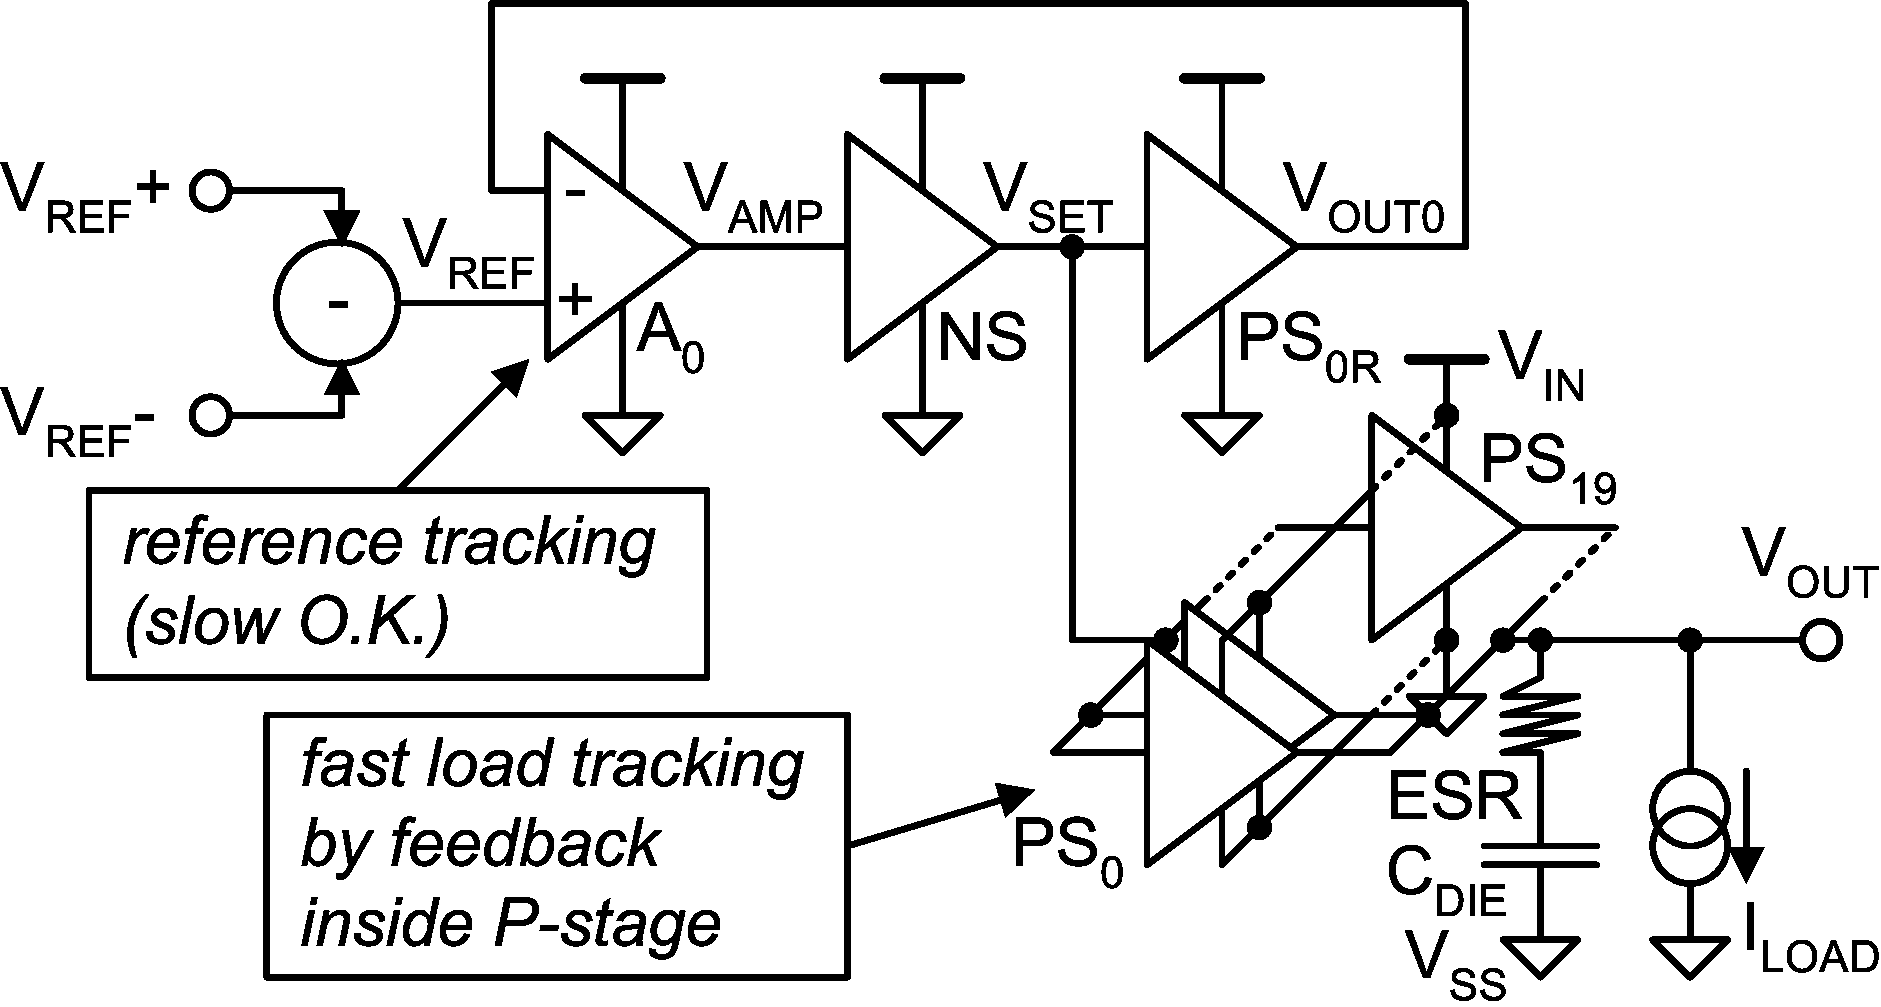 VREF+
VREF-
-
VREF
-
+
A0
VAMP
NS
VSET
PS0R
VOUT0
VIN
PS19
reference tracking
(slow O.K.)
fast load tracking
by feedback
inside P-stage
PS0
VOUT
ESR
CDIE
VSS
ILOAD